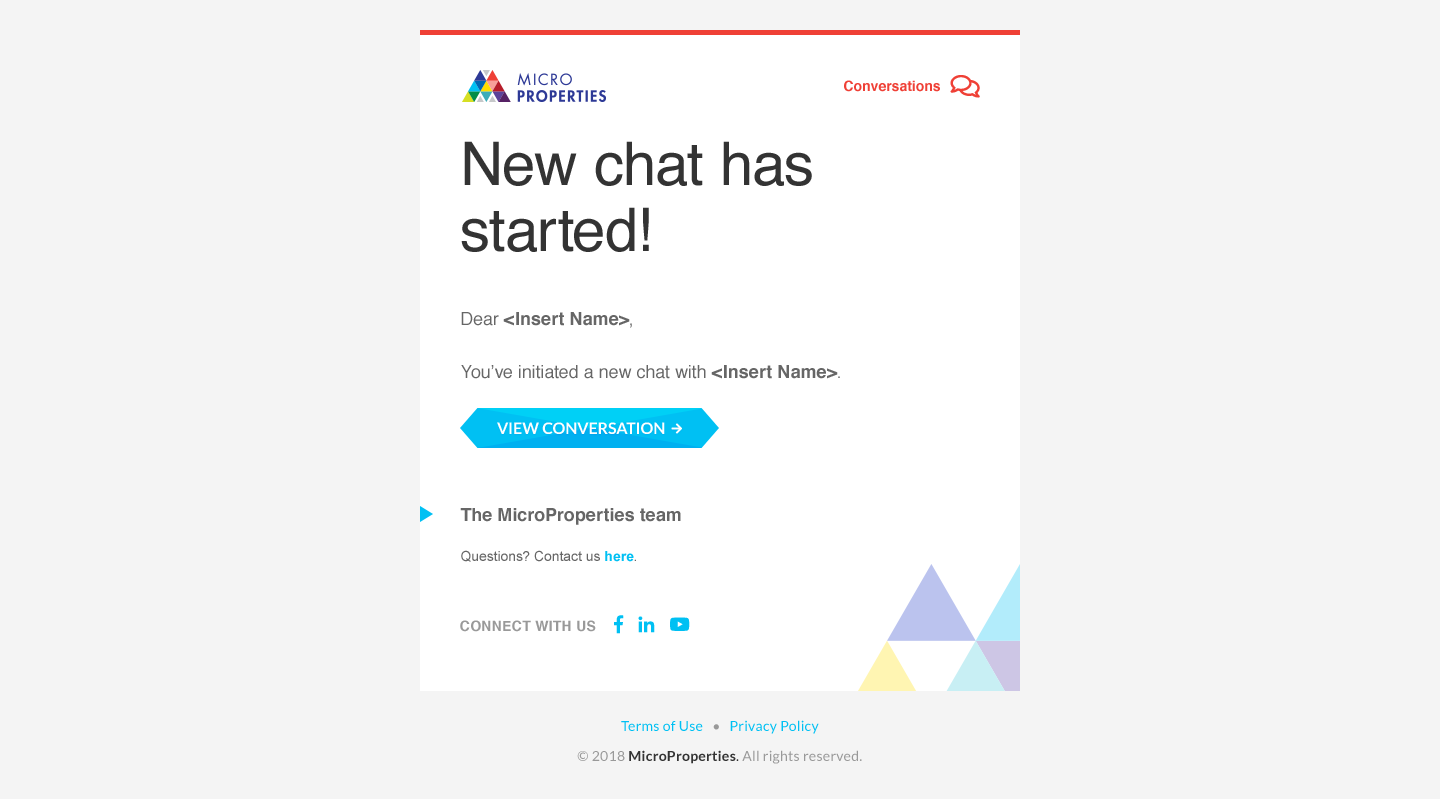 MICRO
PROPERTIES
Conversations
New chat has
started!
Dear <Insert Name>,
You’ve initiated a new chat with <Insert Name>.
VIEW CONVERSATION →
The MicroProperties team
Questions? Contact us here.
CONNECT WITH US
Terms of Use • Privacy Policy
© 2018 MicroProperties. All rights reserved.